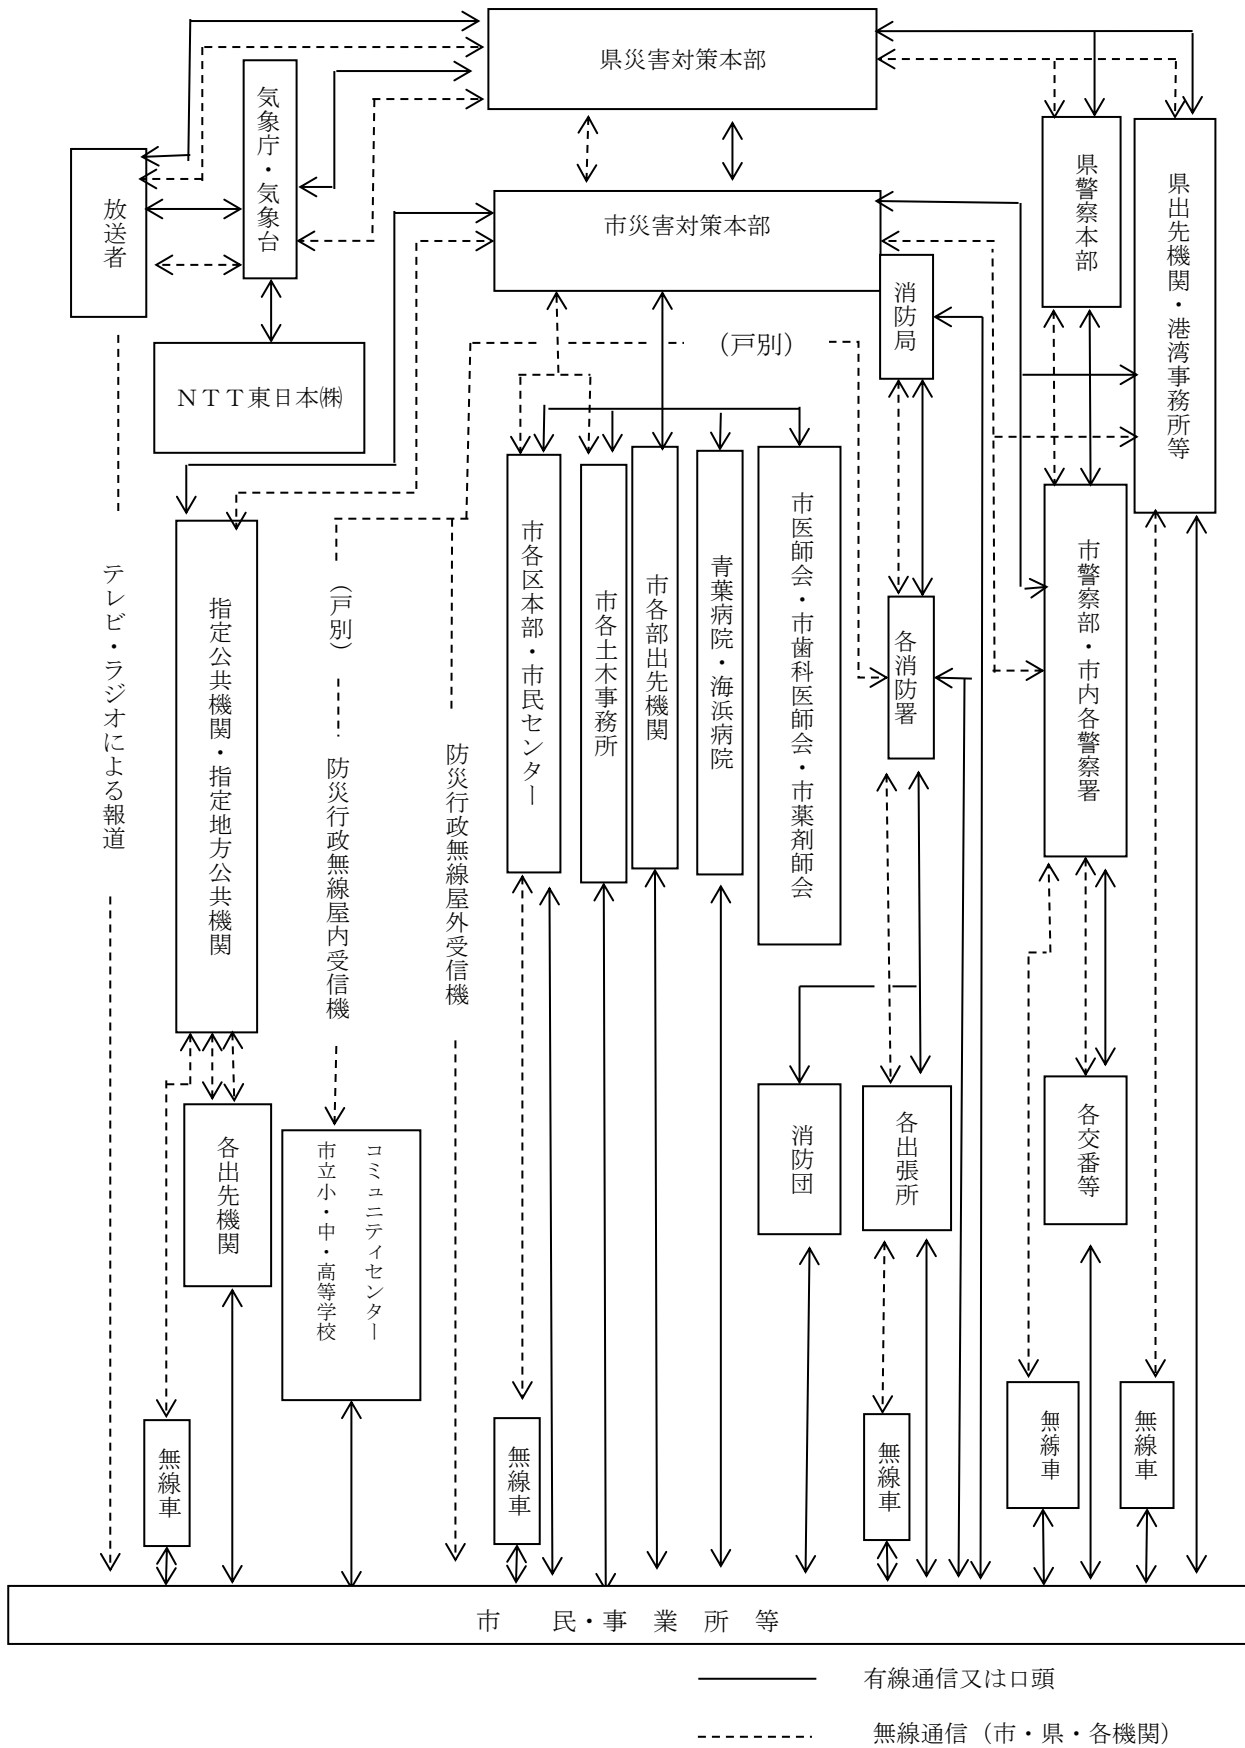 県災害対策本部
気象庁・気象台
放送者
市災害対策本部
県警察本部
県出先機関・港湾事務所等
消防局
（戸別）
ＮＴＴ東日本㈱
テレビ・ラジオによる報道
指定公共機関・指定地方公共機関
（戸別）
防災行政無線屋内受信機
防災行政無線屋外受信機
市各区本部・市民センター
市各土木事務所
市各部出先機関
青葉病院・海浜病院
市医師会・市歯科医師会・市薬剤師会
各消防署
市警察部・市内各警察署
各出先機関
コミュニティセンター
市立小・中・高等学校
消防団
各出張所
各交番等
無線車
無線車
無線車
無線車
無線車
市　民・事　業　所　等
有線通信又は口頭
無線通信（市・県・各機関）